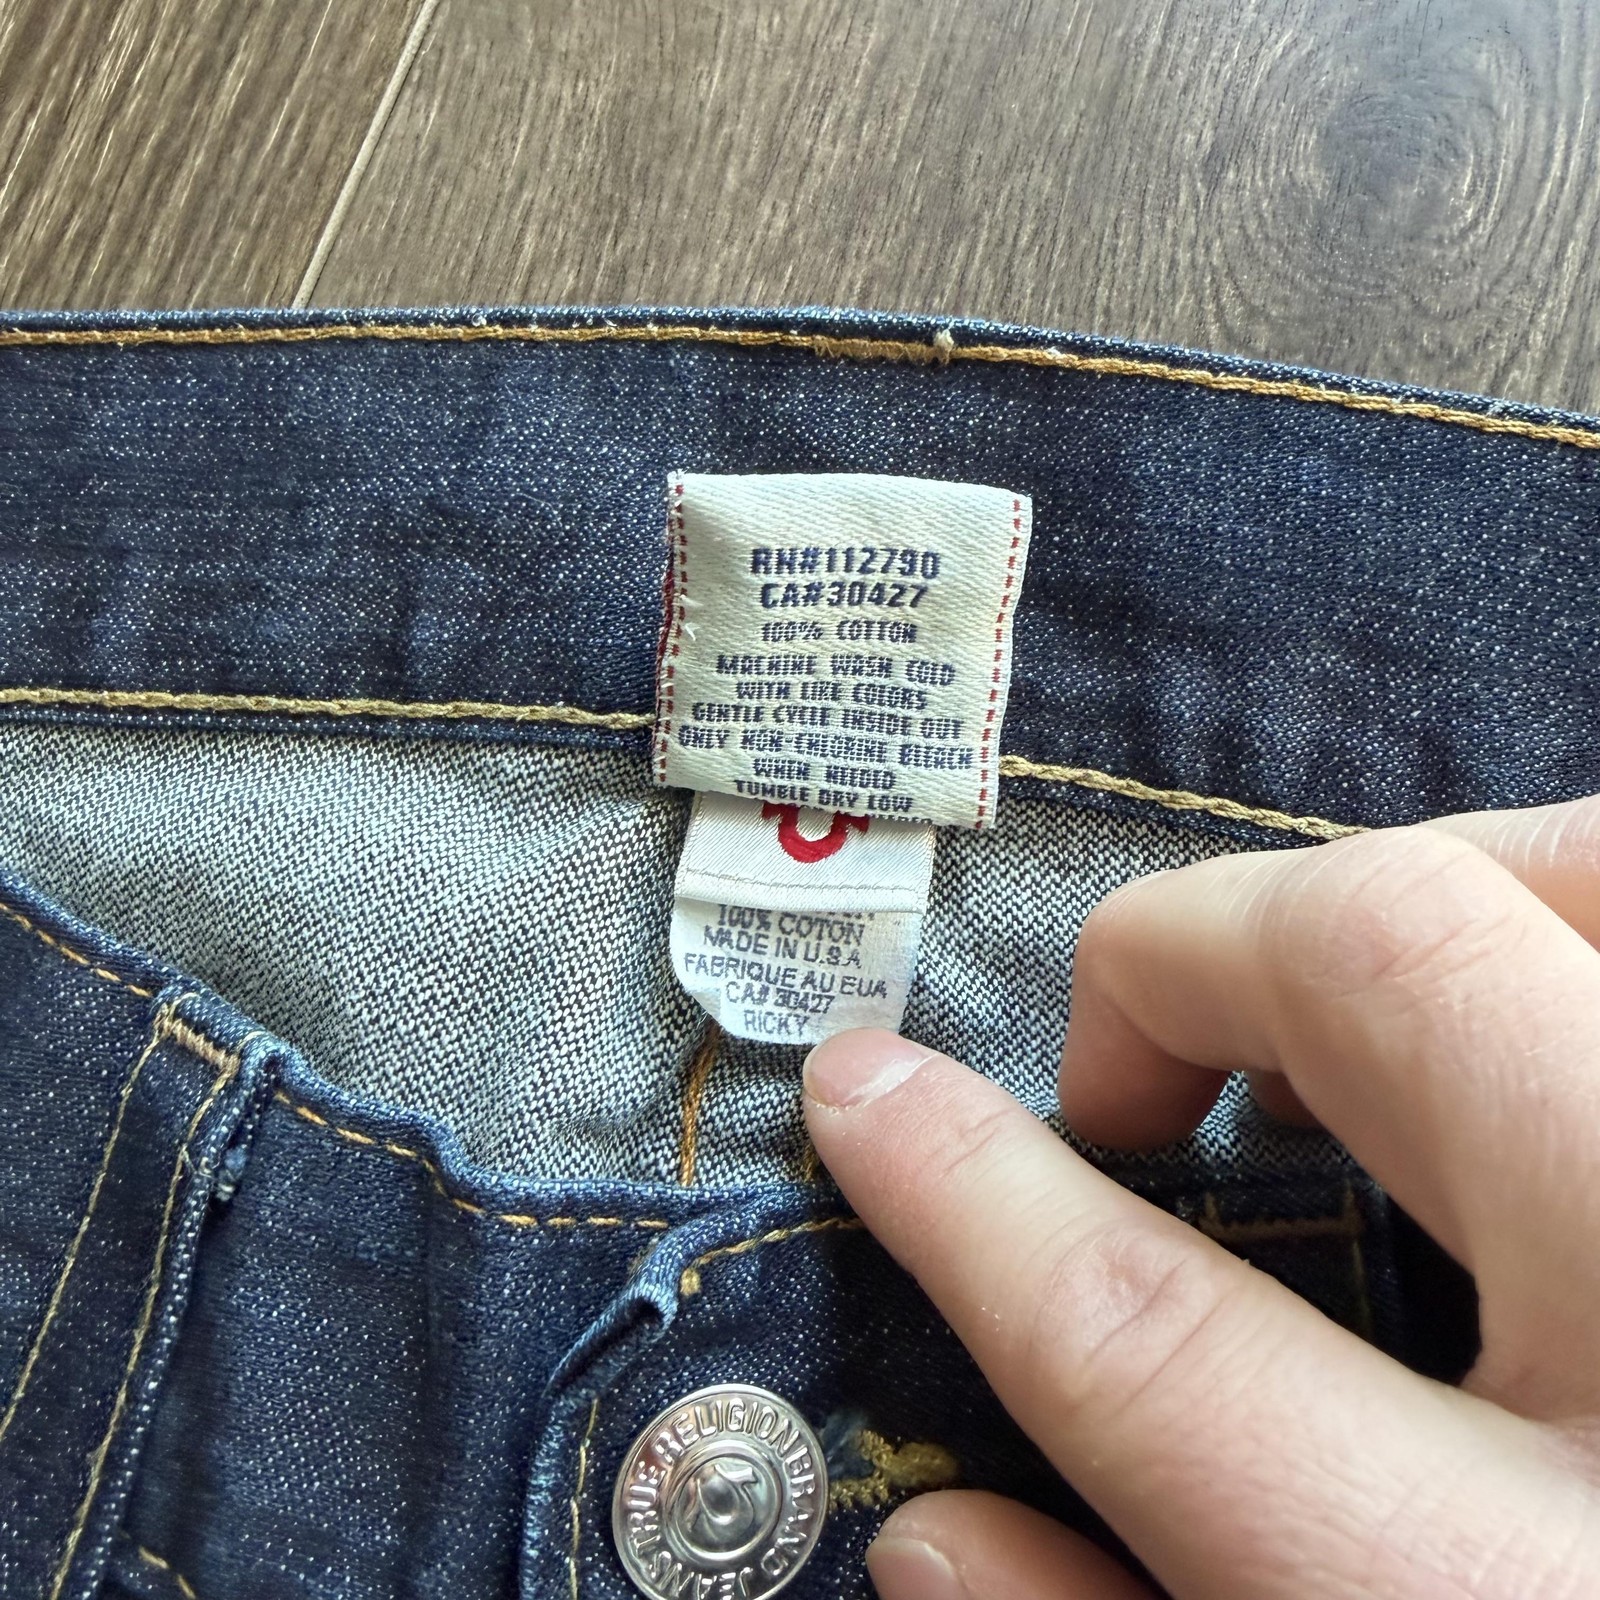 RN#112790
CA#30427
100% COTTON
MACHINE WASH COLD
WITH LIKE COLORS
GENTLE CYCLE INSIDE OUT
ONLY NON-CHLORINE BLEACH
WHEN NEEDED
TUMBLE DRY LOW
100% COTTON
MADE IN U.S.A
FABRIQUE AU EUA
CA# 30427
RICKY
TRUE RELIGION BRAND JEANS